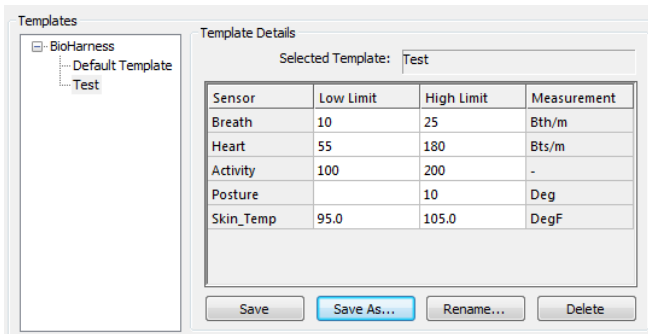 Templates
BioHarness
Default Template
Test
Template Details
Selected Template: Test
Sensor Low Limit High Limit Measurement
Breath 10 25 Bth/m
Heart 55 180 Bts/m
Activity 100 200 -
Posture 10 Deg
Skin_Temp 95.0 105.0 DegF
Save Save As... Rename... Delete